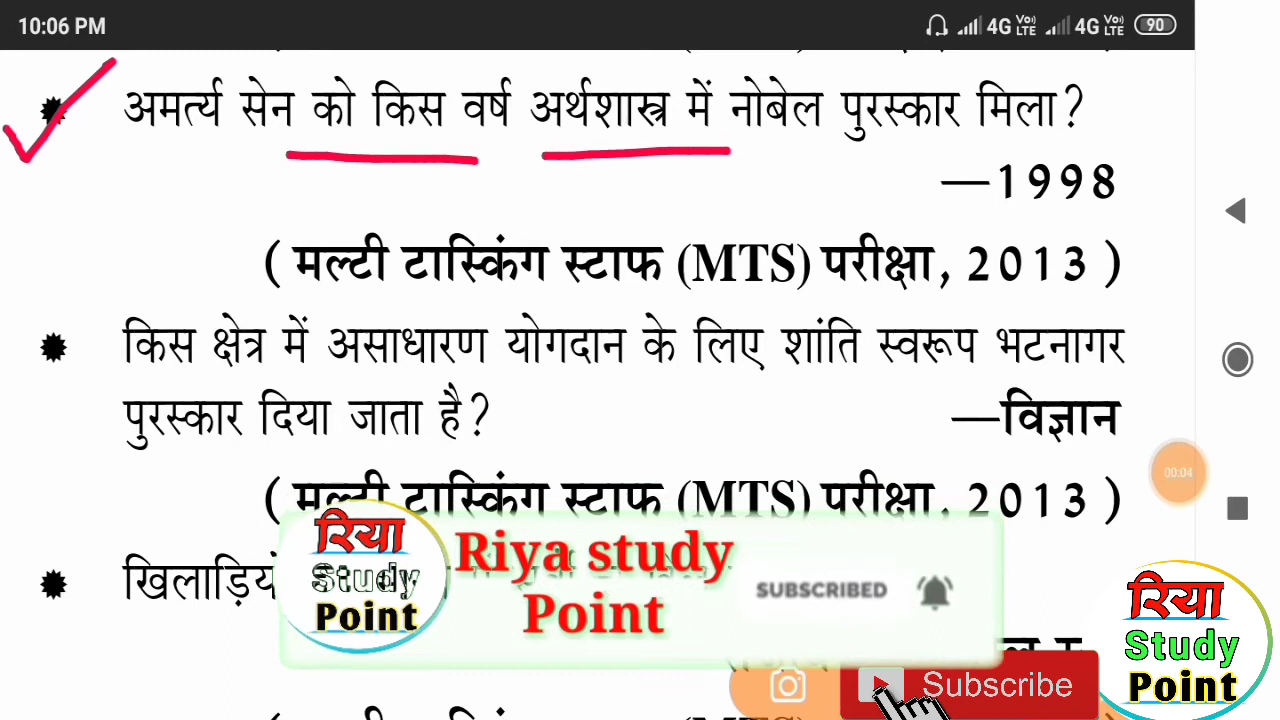 10:06 PM 4G VoLTE 4G VoLTE 90
अमर्त्य सेन को किस वर्ष अर्थशास्त्र में नोबेल पुरस्कार मिला?
—1998
( मल्टी टास्किंग स्टाफ (MTS) परीक्षा, 2013 )
किस क्षेत्र में असाधारण योगदान के लिए शांति स्वरूप भटनागर
पुरस्कार दिया जाता है? —विज्ञान
00:04
( मल्टी टास्किंग स्टाफ (MTS) परीक्षा, 2013 )
रिया
Study
Point
Riya study
Point
SUBSCRIBED
Subscribe
रिया
Study
Point